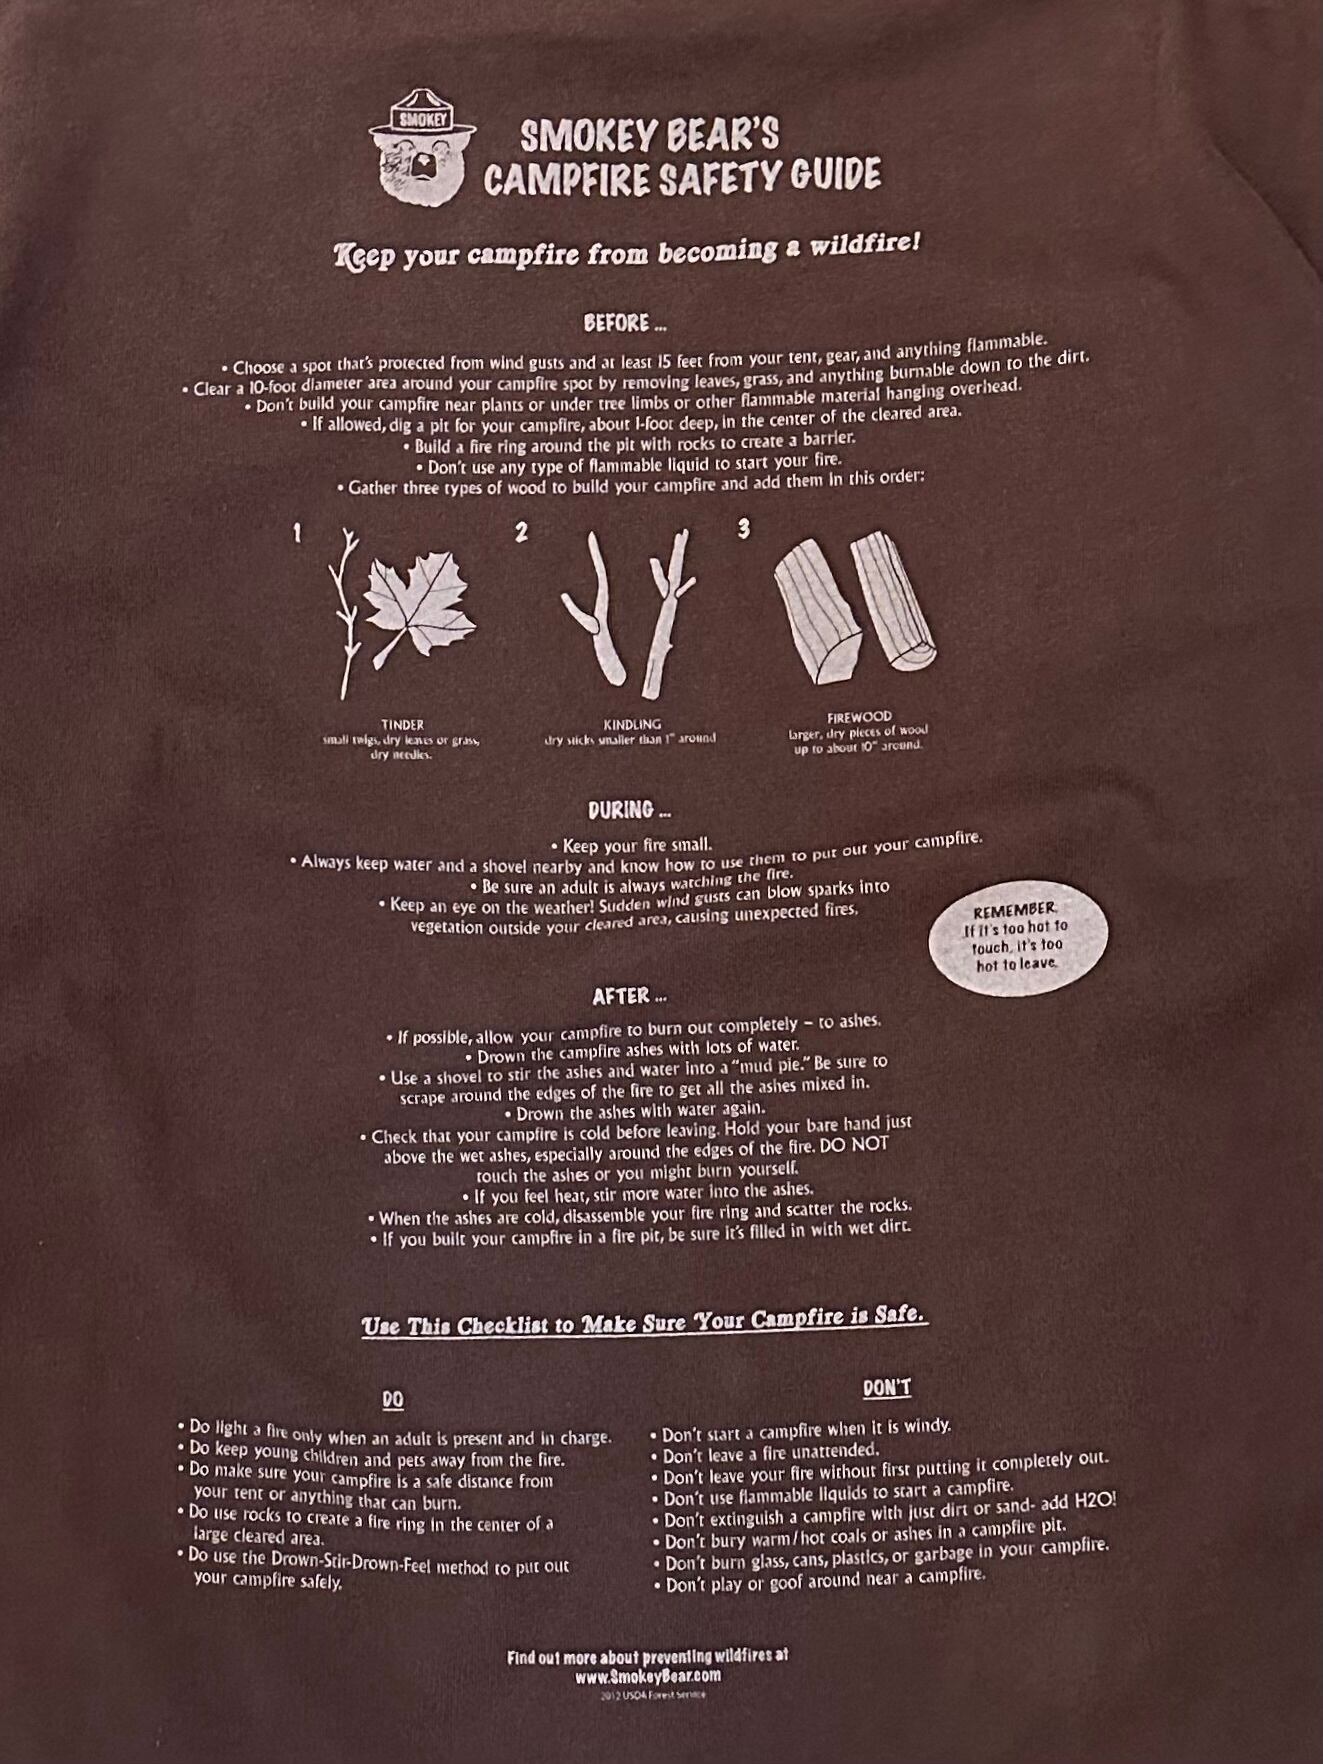 SMOKEY
SMOKEY BEAR'S
CAMPFIRE SAFETY GUIDE
Keep your campfire from becoming a wildfire!
BEFORE ...
• Choose a spot that's protected from wind gusts and at least 15 feet from your tent, gear, and anything flammable.
• Clear a 10-foot diameter area around your campfire spot by removing leaves, grass, and anything burnable down to the dirt.
• Don't build your campfire near plants or under tree limbs or other flammable material hanging overhead.
• If allowed, dig a pit for your campfire, about 1-foot deep, in the center of the cleared area.
• Build a fire ring around the pit with rocks to create a barrier.
• Don't use any type of flammable liquid to start your fire.
• Gather three types of wood to build your campfire and add them in this order:
1
2
3
TINDER
small twigs, dry leaves or grass,
dry needles.
KINDLING
dry sticks smaller than 1" around
FIREWOOD
larger, dry pieces of wood
up to about 10" around.
DURING ...
• Keep your fire small.
• Always keep water and a shovel nearby and know how to use them to put out your campfire.
• Be sure an adult is always watching the fire.
• Keep an eye on the weather! Sudden wind gusts can blow sparks into
vegetation outside your cleared area, causing unexpected fires.
REMEMBER,
If it's too hot to
touch, it's too
hot to leave.
AFTER ...
• If possible, allow your campfire to burn out completely – to ashes.
• Drown the campfire ashes with lots of water.
• Use a shovel to stir the ashes and water into a "mud pie." Be sure to
scrape around the edges of the fire to get all the ashes mixed in.
• Drown the ashes with water again.
• Check that your campfire is cold before leaving. Hold your bare hand just
above the wet ashes, especially around the edges of the fire. DO NOT
touch the ashes or you might burn yourself.
• If you feel heat, stir more water into the ashes.
• When the ashes are cold, disassemble your fire ring and scatter the rocks.
• If you built your campfire in a fire pit, be sure it's filled in with wet dirt.
Use This Checklist to Make Sure Your Campfire is Safe.
DO
• Do light a fire only when an adult is present and in charge.
• Do keep young children and pets away from the fire.
• Do make sure your campfire is a safe distance from
your tent or anything that can burn.
• Do use rocks to create a fire ring in the center of a
large cleared area.
• Do use the Drown-Stir-Drown-Feel method to put out
your campfire safely.
DON'T
• Don't start a campfire when it is windy.
• Don't leave a fire unattended.
• Don't leave your fire without first putting it completely out.
• Don't use flammable liquids to start a campfire.
• Don't extinguish a campfire with just dirt or sand- add H2O!
• Don't bury warm/hot coals or ashes in a campfire pit.
• Don't burn glass, cans, plastics, or garbage in your campfire.
• Don't play or goof around near a campfire.
Find out more about preventing wildfires at
www.SmokeyBear.com
2012 USDA Forest Service